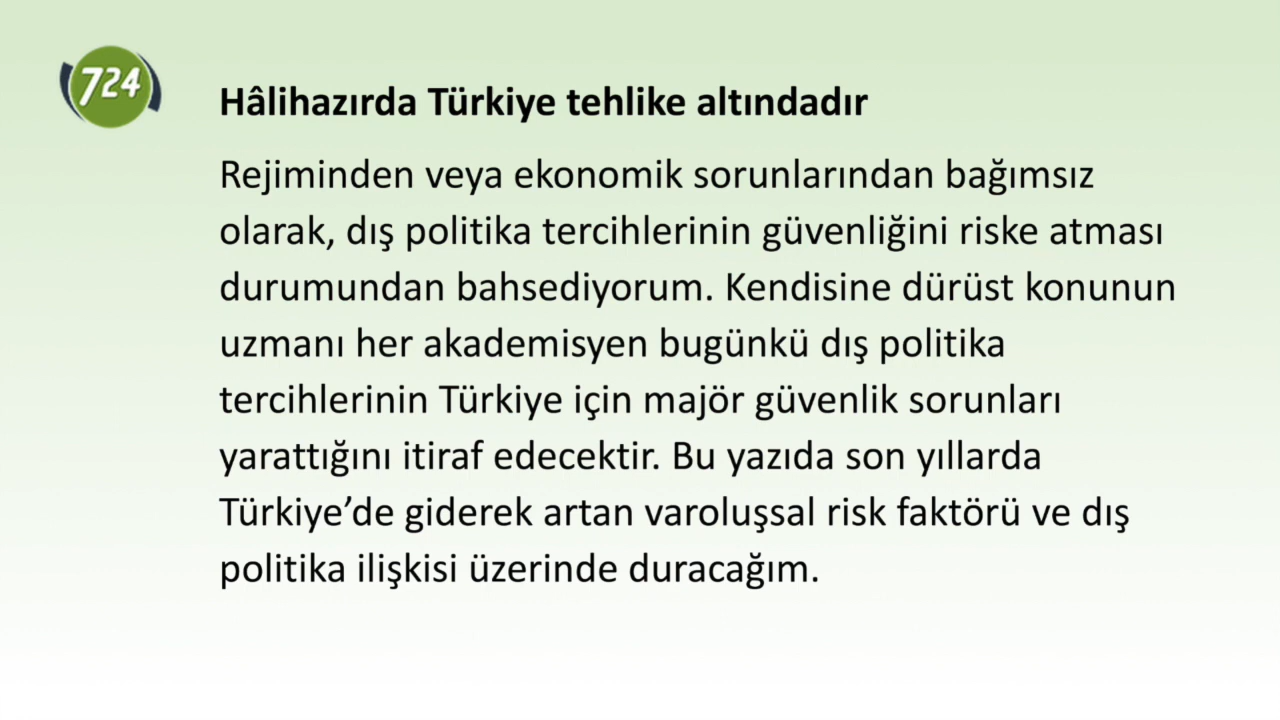 724
Hâlihazırda Türkiye tehlike altındadır
Rejiminden veya ekonomik sorunlarından bağımsız
olarak, dış politika tercihlerinin güvenliğini riske atması
durumundan bahsediyorum. Kendisine dürüst konunun
uzmanı her akademisyen bugünkü dış politika
tercihlerinin Türkiye için majör güvenlik sorunları
yarattığını itiraf edecektir. Bu yazıda son yıllarda
Türkiye’de giderek artan varoluşsal risk faktörü ve dış
politika ilişkisi üzerinde duracağım.